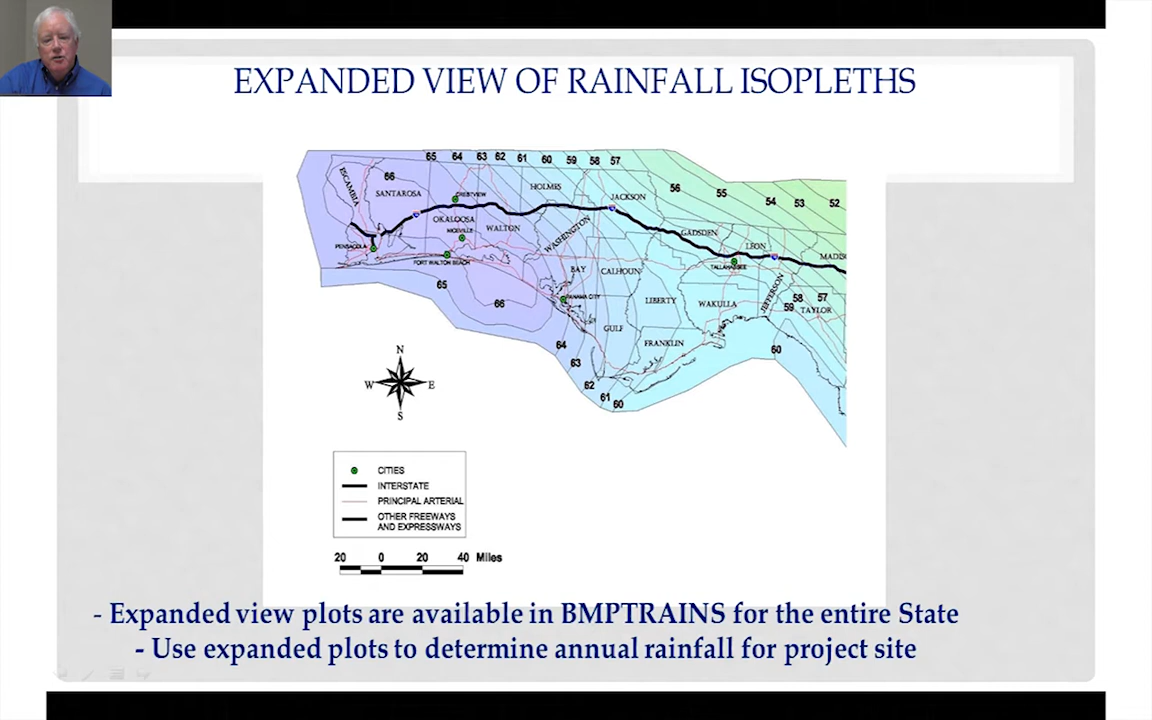 EXPANDED VIEW OF RAINFALL ISOPLETHS
65 64 63 62 61 60 59 58 57
66
56 55 54 53 52
ESCAMBIA
SANTAROSA
CRESTVIEW
HOLMES
JACKSON
OKALOOSA
NICEVILLE
WALTON
WASHINGTON
GADSDEN
LEON
PENSACOLA
FORT WALTON BEACH
TALLAHASSEE
BAY
CALHOUN
JEFFERSON
65
66
PANAMA CITY
LIBERTY
WAKULLA
58 57
59
TAYLOR
GULF
FRANKLIN
64
63
62
61
60
60
N
W E
S
CITIES
INTERSTATE
PRINCIPAL ARTERIAL
OTHER FREEWAYS
AND EXPRESSWAYS
20 0 20 40 Miles
- Expanded view plots are available in BMPTRAINS for the entire State
- Use expanded plots to determine annual rainfall for project site